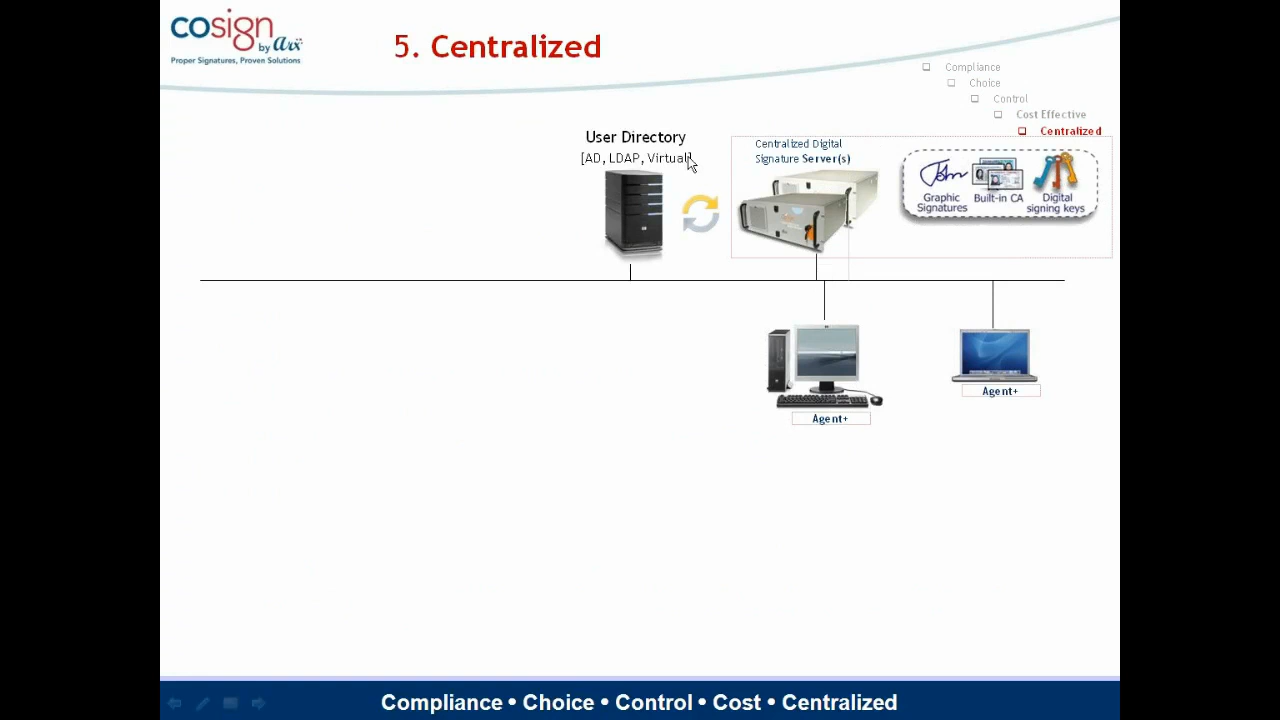 cosign
by arx
Proper Signatures, Proven Solutions
5. Centralized
Compliance
Choice
Control
Cost Effective
Centralized
User Directory
[AD, LDAP, Virtual]
Centralized Digital
Signature Server(s)
John
Graphic
Signatures
Built-in CA
Digital
signing keys
Agent+
Agent+
Compliance • Choice • Control • Cost • Centralized